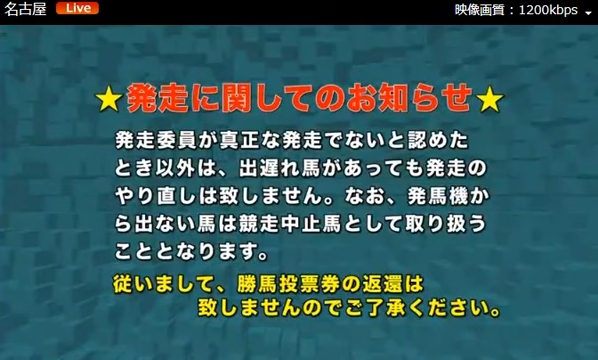 名古屋 Live 映像画質：1200kbps
★発走に関してのお知らせ★
発走委員が真正な発走でないと認めた
とき以外は、出遅れ馬があっても発走の
やり直しは致しません。なお、発馬機か
ら出ない馬は競走中止馬として取り扱う
こととなります。
従いまして、勝馬投票券の返還は
致しませんのでご了承ください。